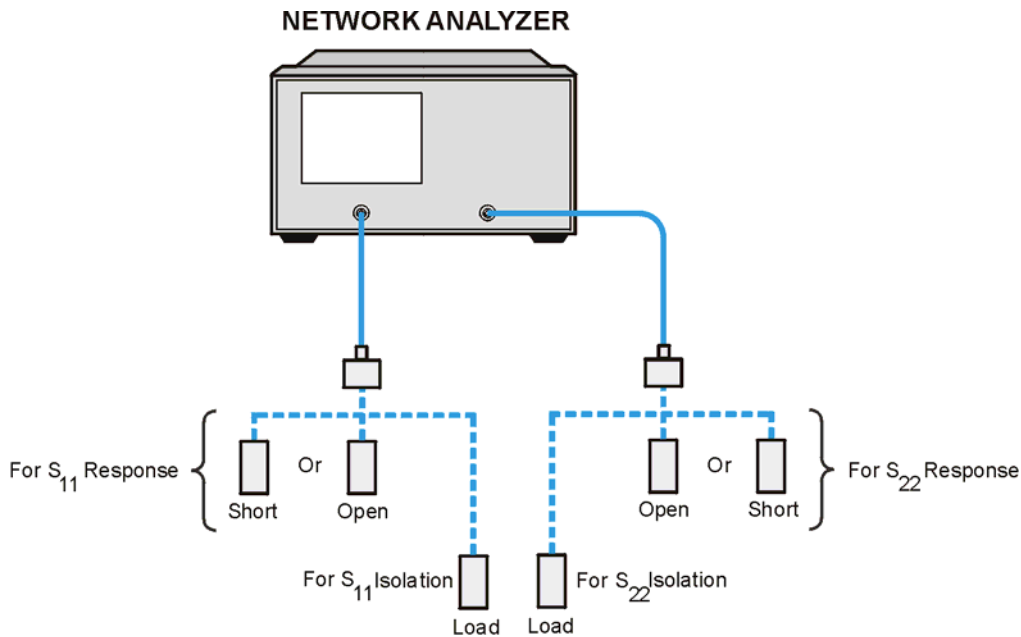 NETWORK ANALYZER
For S11 Response
Short
Or
Open
Open
Or
Short
For S22 Response
For S11 Isolation
Load
For S22 Isolation
Load